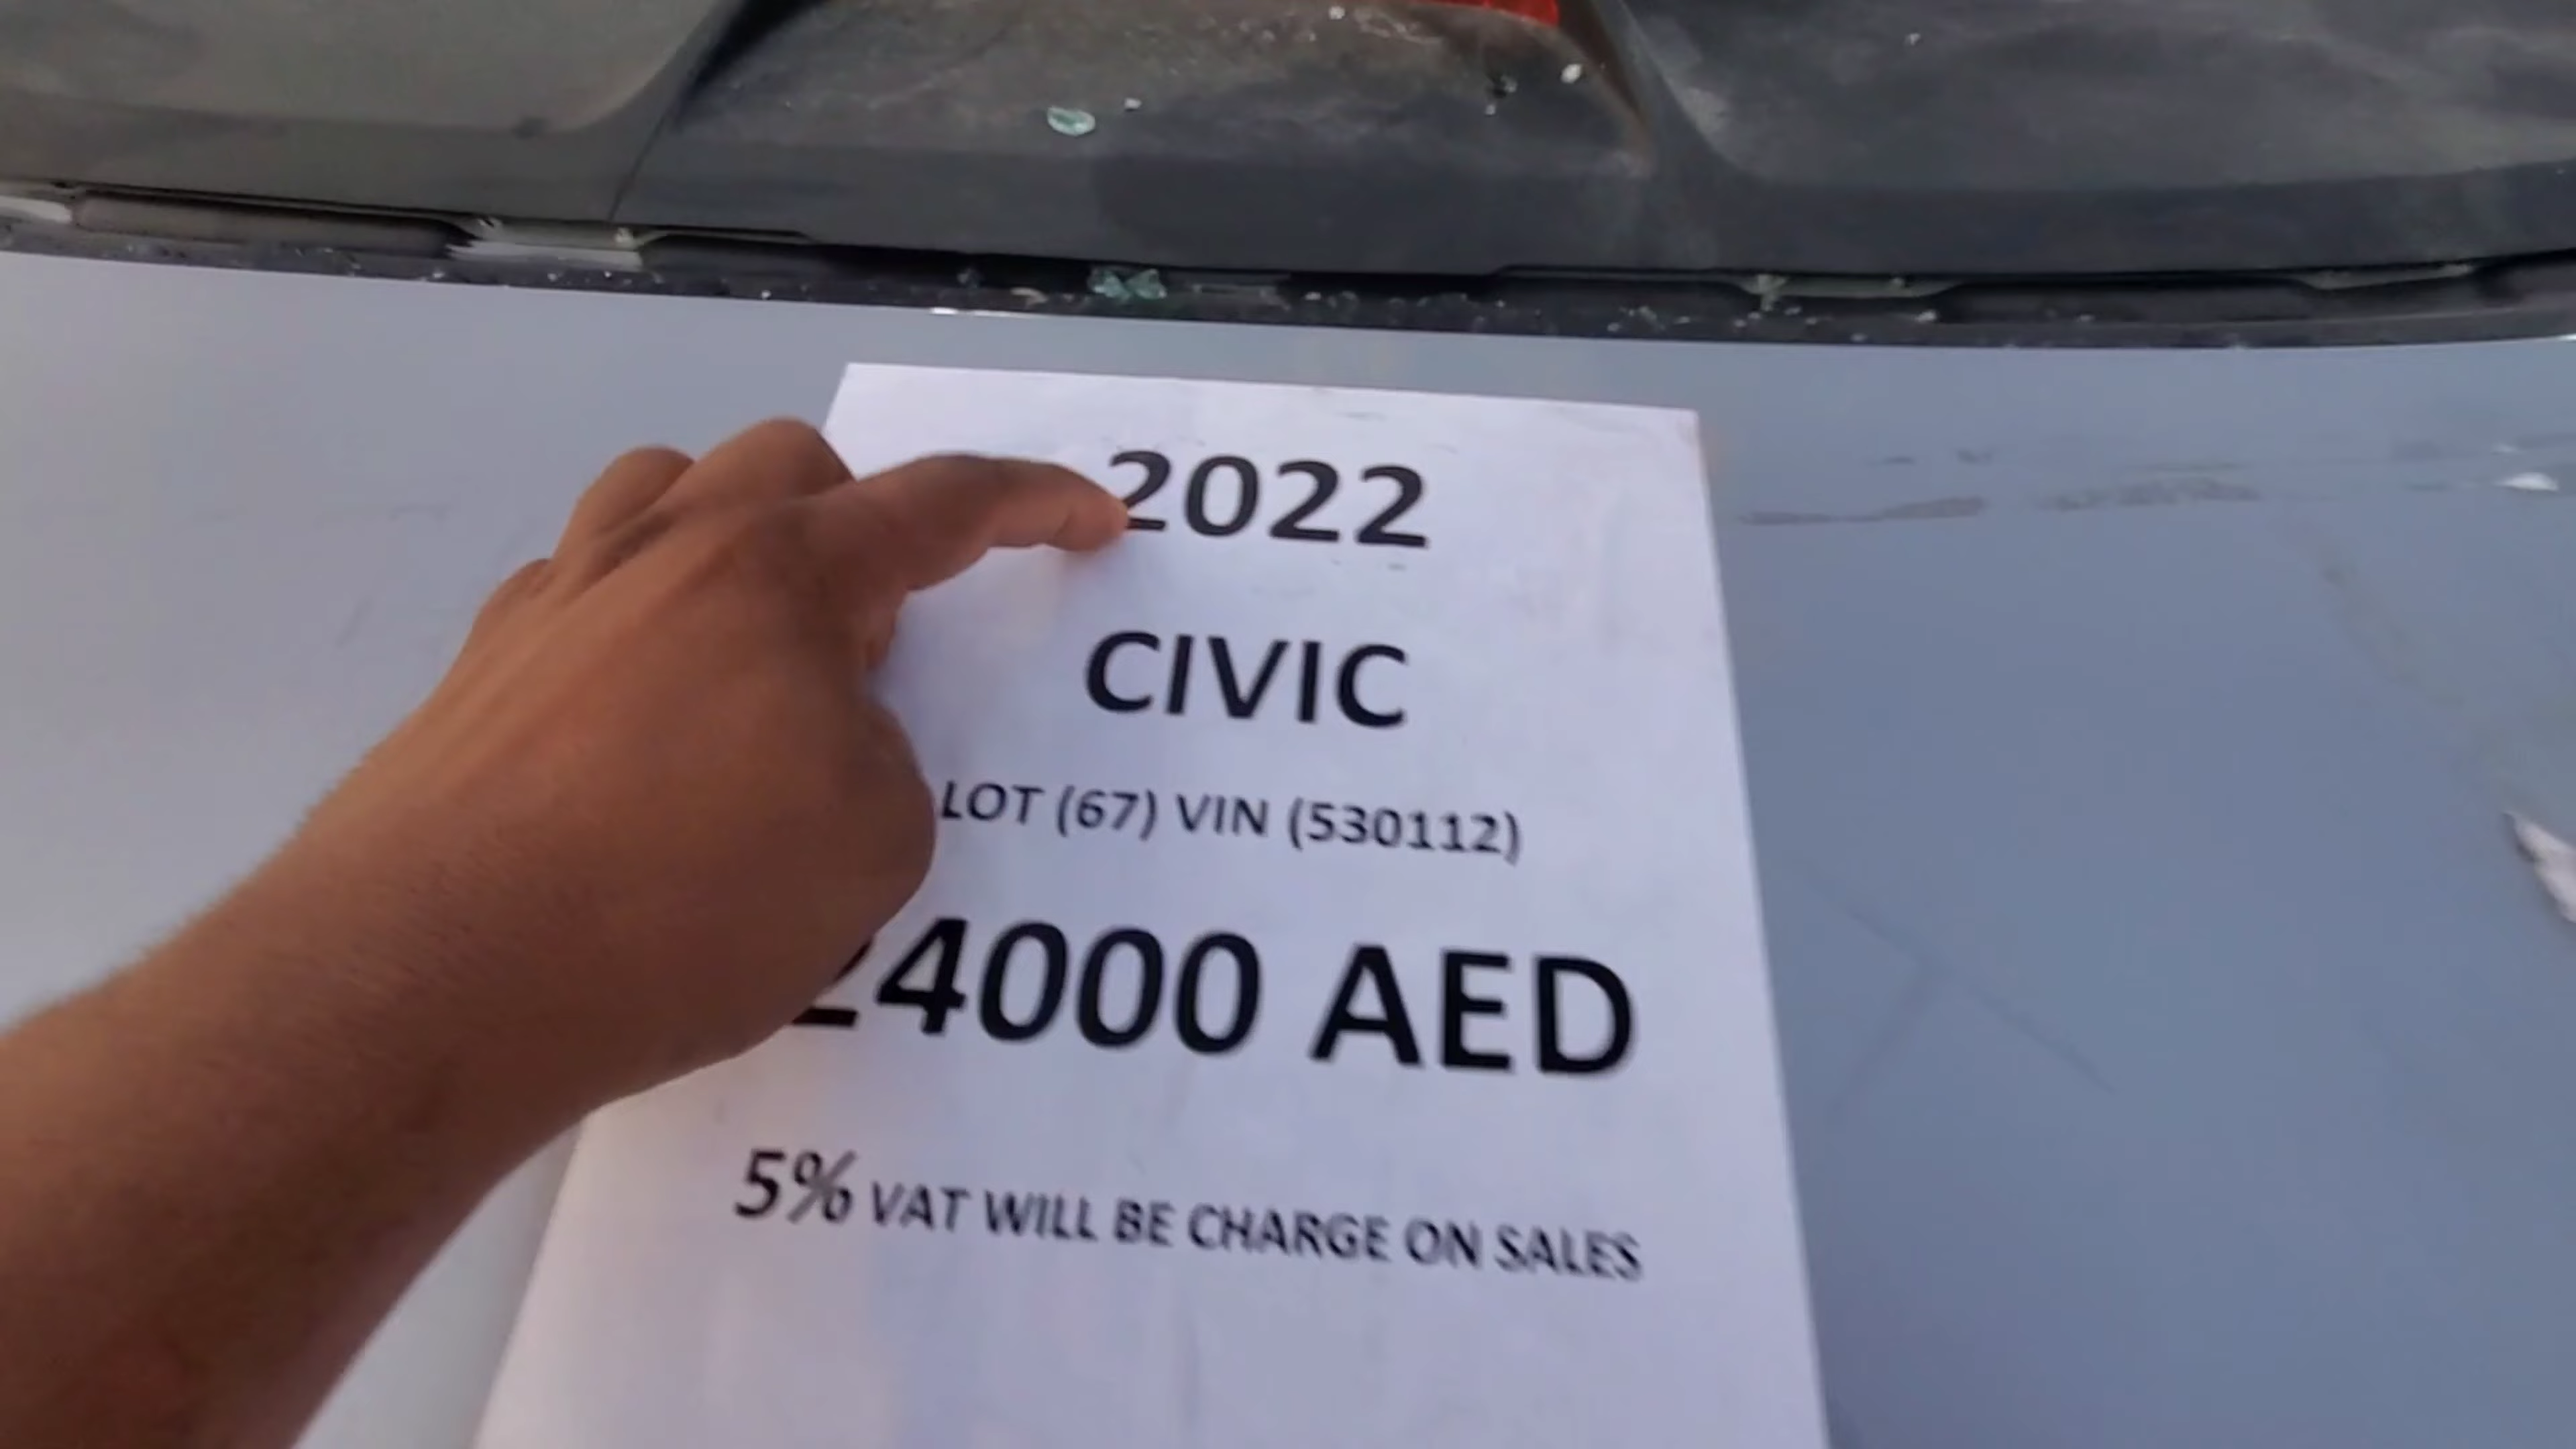 2022
CIVIC
LOT (67) VIN (530112)
24000 AED
5% VAT WILL BE CHARGE ON SALES